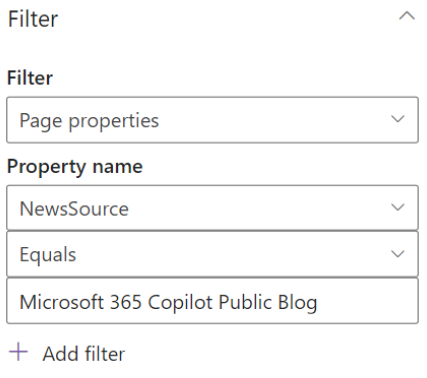 Filter
Filter
Page properties
Property name
NewsSource
Equals
Microsoft 365 Copilot Public Blog
+ Add filter